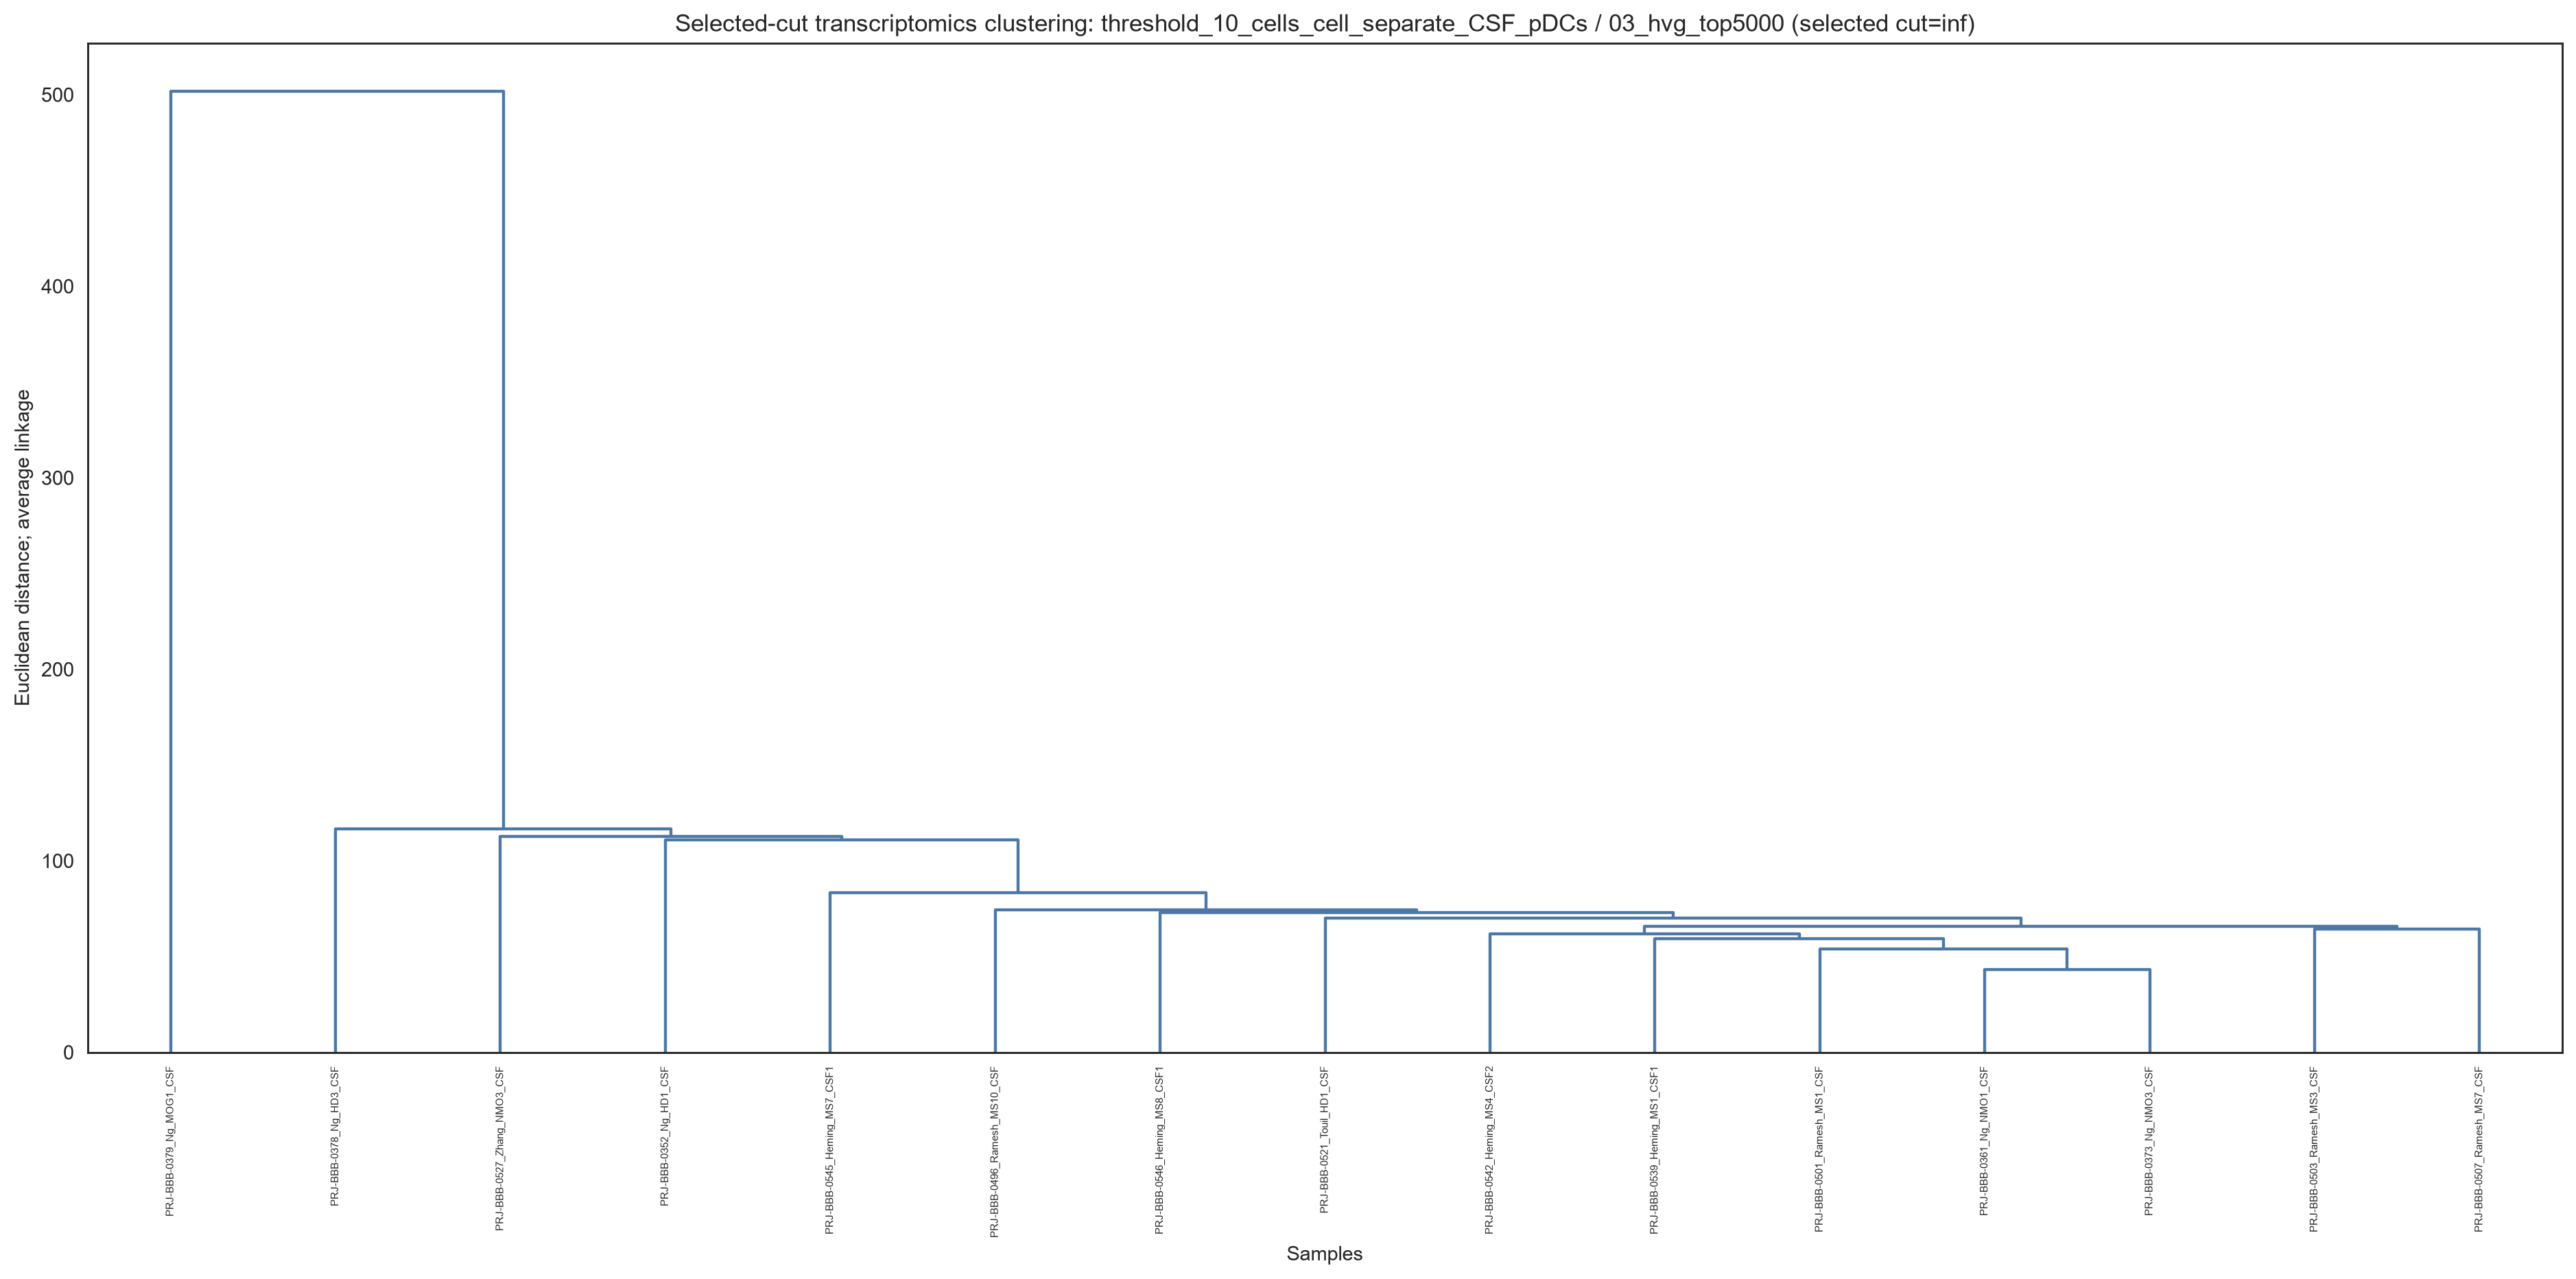 Selected-cut transcriptomics clustering: threshold_10_cells_cell_separate_CSF_pDCs / 03_hvg_top5000 (selected cut=inf)
Euclidean distance; average linkage
500
400
300
200
100
0
PRJ-BBB-0379_Ng_MOG1_CSF
PRJ-BBB-0378_Ng_HD3_CSF
PRJ-BBB-0527_Zhang_NMO3_CSF
PRJ-BBB-0352_Ng_HD1_CSF
PRJ-BBB-0545_Heming_MS7_CSF1
PRJ-BBB-0496_Ramesh_MS10_CSF
PRJ-BBB-0546_Heming_MS8_CSF1
PRJ-BBB-0521_Touil_HD1_CSF
PRJ-BBB-0542_Heming_MS4_CSF2
PRJ-BBB-0539_Heming_MS1_CSF1
PRJ-BBB-0501_Ramesh_MS1_CSF
PRJ-BBB-0361_Ng_NMO1_CSF
PRJ-BBB-0373_Ng_NMO3_CSF
PRJ-BBB-0503_Ramesh_MS3_CSF
PRJ-BBB-0507_Ramesh_MS7_CSF
Samples